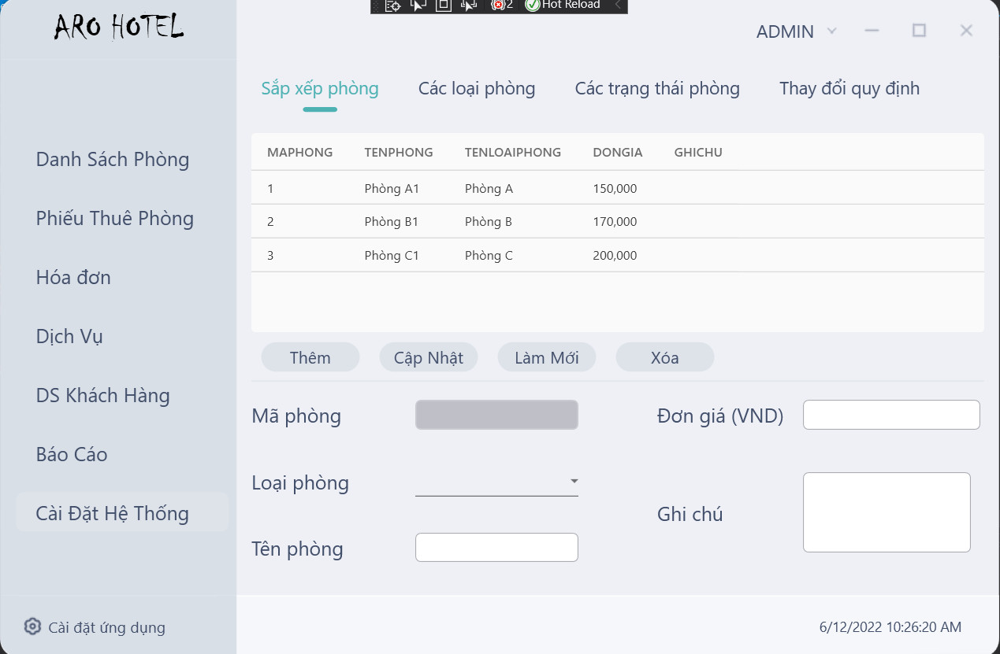 2 Hot Reload
ARO HOTEL
ADMIN
Sắp xếp phòng Các loại phòng Các trạng thái phòng Thay đổi quy định
MAPHONG TENPHONG TENLOAIPHONG DONGIA GHICHU
1 Phòng A1 Phòng A 150,000
2 Phòng B1 Phòng B 170,000
3 Phòng C1 Phòng C 200,000
Thêm Cập Nhật Làm Mới Xóa
Mã phòng Đơn giá (VND)
Loại phòng
Ghi chú
Tên phòng
Danh Sách Phòng
Phiếu Thuê Phòng
Hóa đơn
Dịch Vụ
DS Khách Hàng
Báo Cáo
Cài Đặt Hệ Thống
Cài đặt ứng dụng
6/12/2022 10:26:20 AM